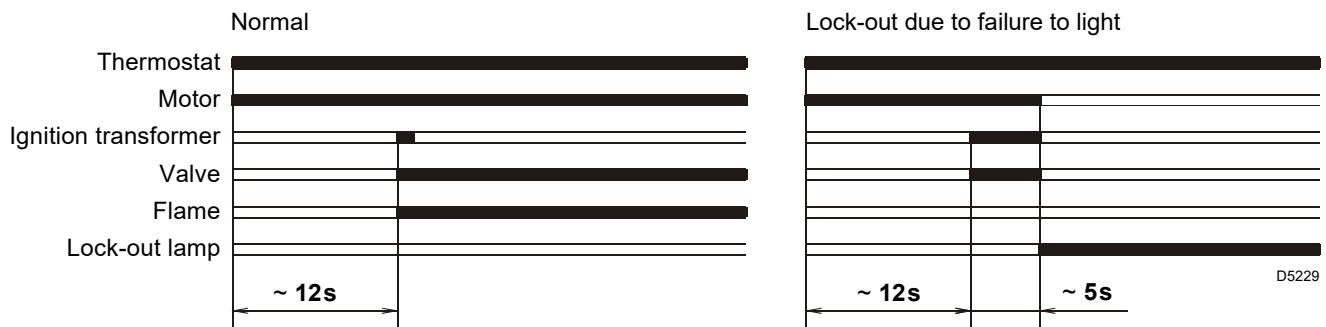 Normal
Lock-out due to failure to light
Thermostat
Motor
Ignition transformer
Valve
Flame
Lock-out lamp
D5229
~ 12s
~ 12s
~ 5s